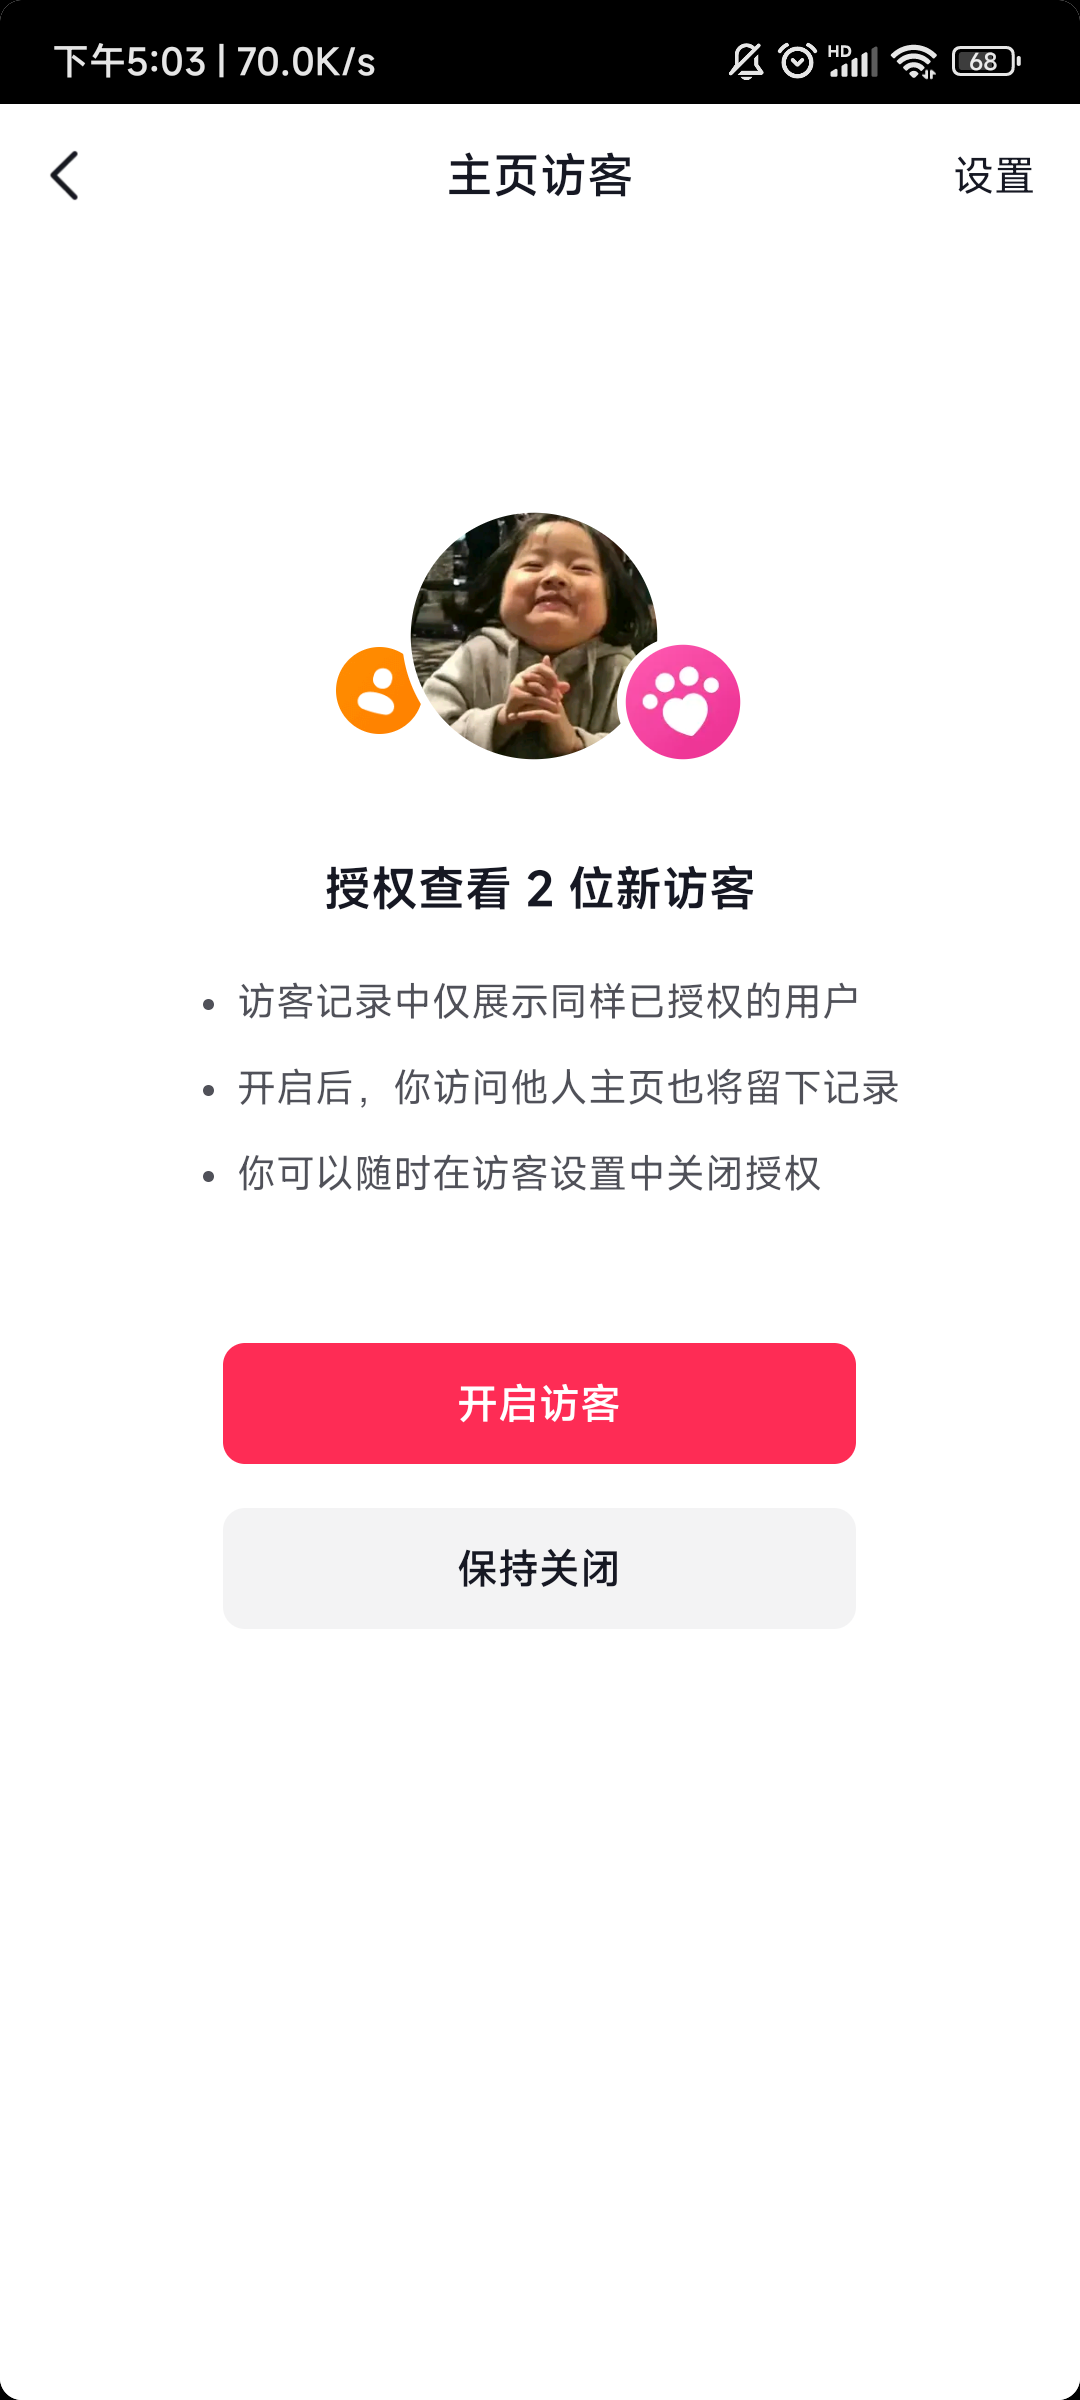 下午5:03 | 70.0K/s HD 68
主页访客
设置
授权查看 2 位新访客
• 访客记录中仅展示同样已授权的用户
• 开启后，你访问他人主页也将留下记录
• 你可以随时在访客设置中关闭授权
开启访客
保持关闭